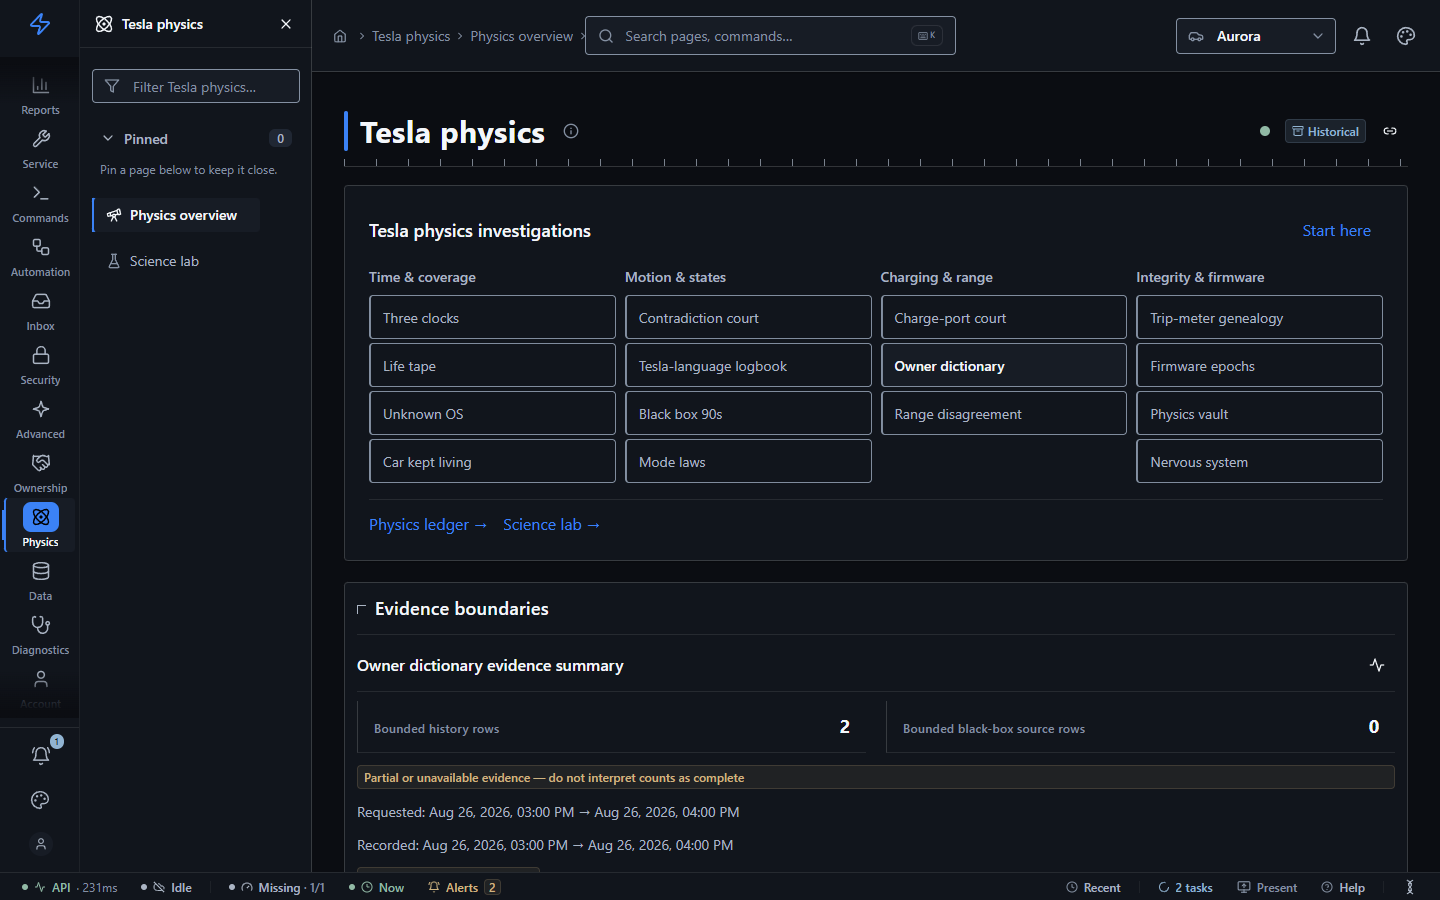 Tesla physics
Tesla physics
Physics overview
Search pages, commands...
K
Aurora
Reports
Service
Commands
Automation
Inbox
Security
Advanced
Ownership
Physics
Data
Diagnostics
Account
1
Filter Tesla physics...
Pinned
0
Pin a page below to keep it close.
Physics overview
Science lab
Tesla physics
Historical
Tesla physics investigations
Start here
Time & coverage
Three clocks
Life tape
Unknown OS
Car kept living
Motion & states
Contradiction court
Tesla-language logbook
Black box 90s
Mode laws
Charging & range
Charge-port court
Owner dictionary
Range disagreement
Integrity & firmware
Trip-meter genealogy
Firmware epochs
Physics vault
Nervous system
Physics ledger →
Science lab →
Evidence boundaries
Owner dictionary evidence summary
Bounded history rows 2
Bounded black-box source rows 0
Partial or unavailable evidence — do not interpret counts as complete
Requested: Aug 26, 2026, 03:00 PM → Aug 26, 2026, 04:00 PM
Recorded: Aug 26, 2026, 03:00 PM → Aug 26, 2026, 04:00 PM
API · 231ms
Idle
Missing · 1/1
Now
Alerts 2
Recent
2 tasks
Present
Help